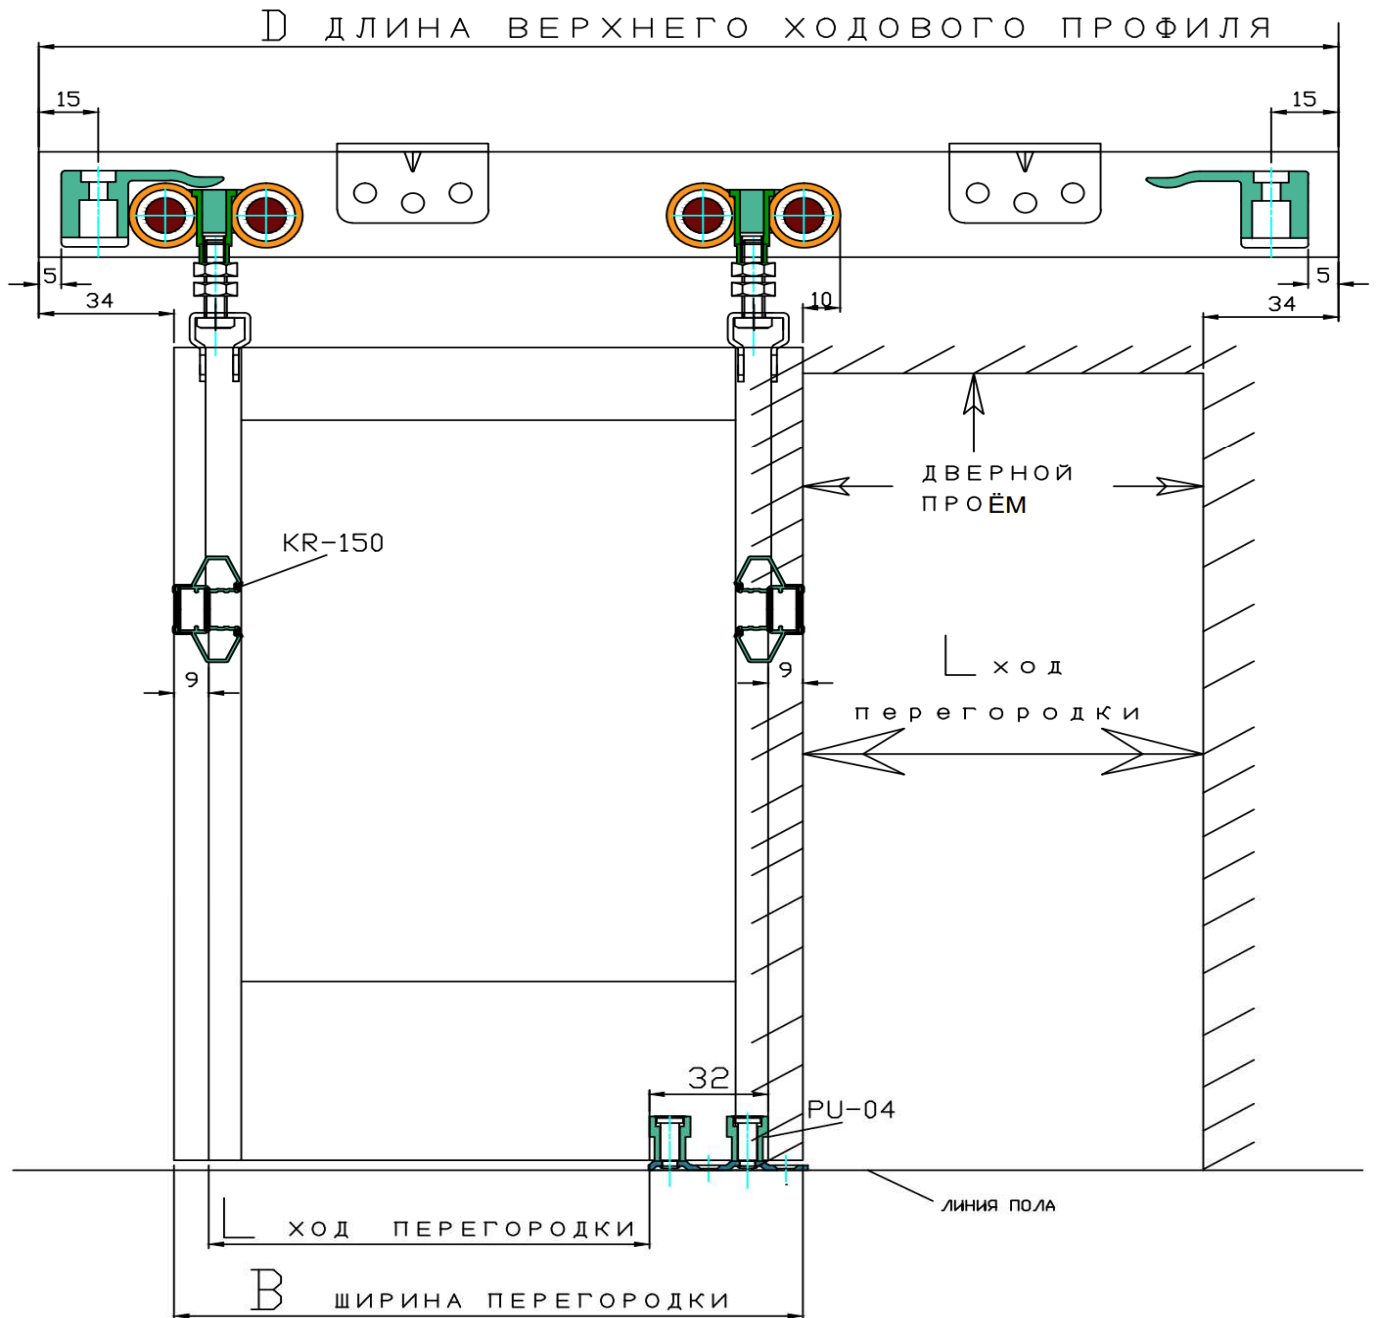 D ДЛИНА ВЕРХНЕГО ХОДОВОГО ПРОФИЛЯ
15
15
5
5
34
10
34
ДВЕРНОЙ
ПРОЁМ
KR-150
L ход
перегородки
9
9
32
PU-04
ЛИНИЯ ПОЛА
L ХОД ПЕРЕГОРОДКИ
B ШИРИНА ПЕРЕГОРОДКИ